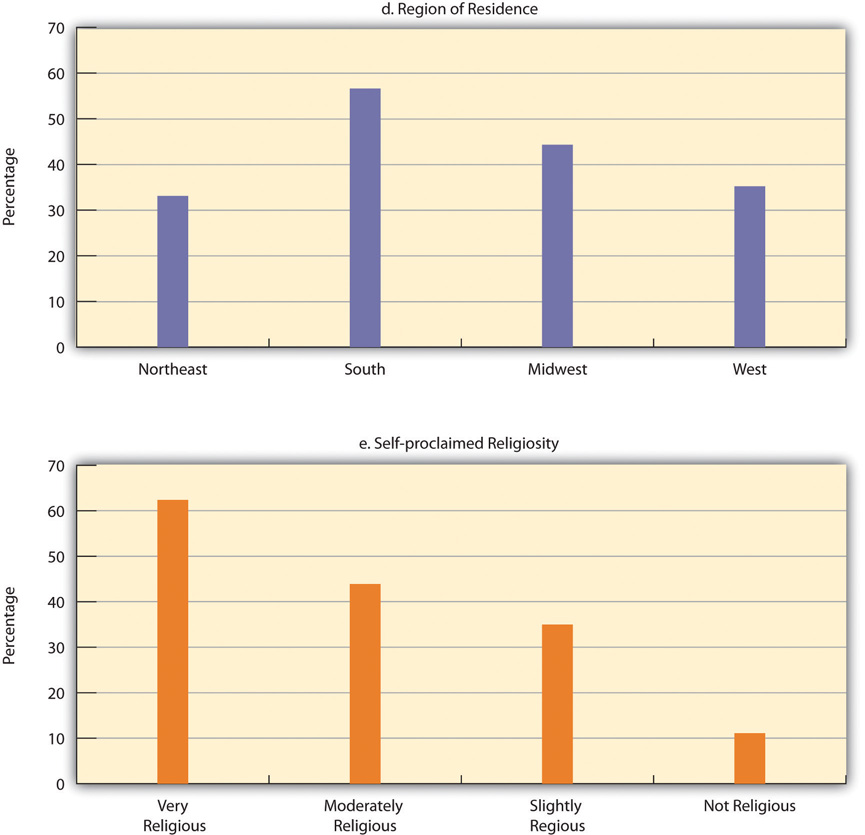 d. Region of Residence
Percentage
70
60
50
40
30
20
10
0
Northeast South Midwest West
e. Self-proclaimed Religiosity
Percentage
70
60
50
40
30
20
10
0
Very Religious
Moderately Religious
Slightly Regious
Not Religious